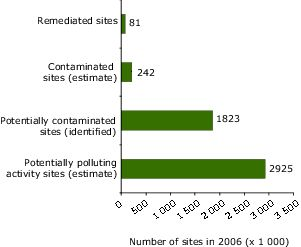 Remediated sites
81
Contaminated
sites (estimate)
242
Potentially contaminated
sites (identified)
1823
Potentially polluting
activity sites (estimate)
2925
0
500
1 000
1 500
2 000
2 500
3 000
3 500
Number of sites in 2006 (x 1 000)